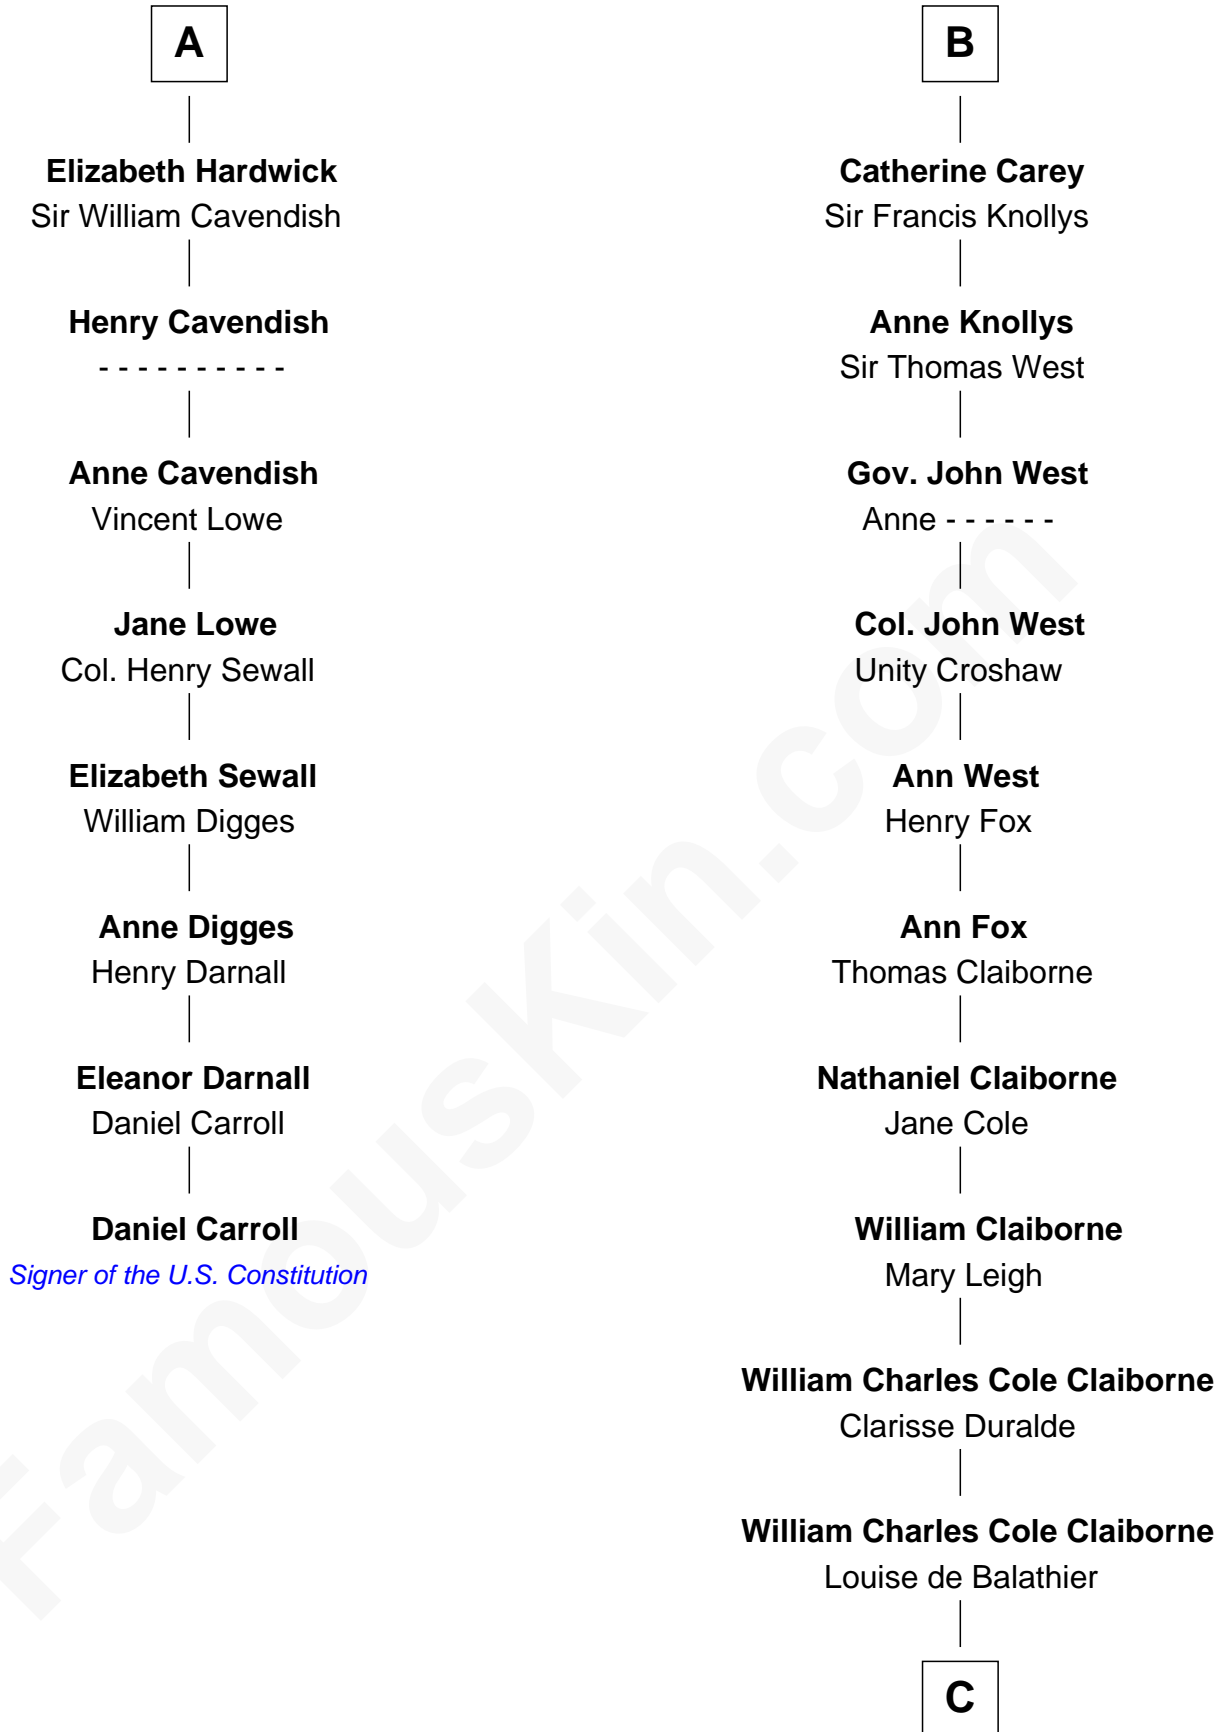 A
Elizabeth Hardwick
Sir William Cavendish
Henry Cavendish
- - - - - - - - - -
Anne Cavendish
Vincent Lowe
Jane Lowe
Col. Henry Sewall
Elizabeth Sewall
William Digges
Anne Digges
Henry Darnall
Eleanor Darnall
Daniel Carroll
Daniel Carroll
Signer of the U.S. Constitution
B
Catherine Carey
Sir Francis Knollys
Anne Knollys
Sir Thomas West
Gov. John West
Anne - - - - - -
Col. John West
Unity Croshaw
Ann West
Henry Fox
Ann Fox
Thomas Claiborne
Nathaniel Claiborne
Jane Cole
William Claiborne
Mary Leigh
William Charles Cole Claiborne
Clarisse Duralde
William Charles Cole Claiborne
Louise de Balathier
C
FamousKin.com